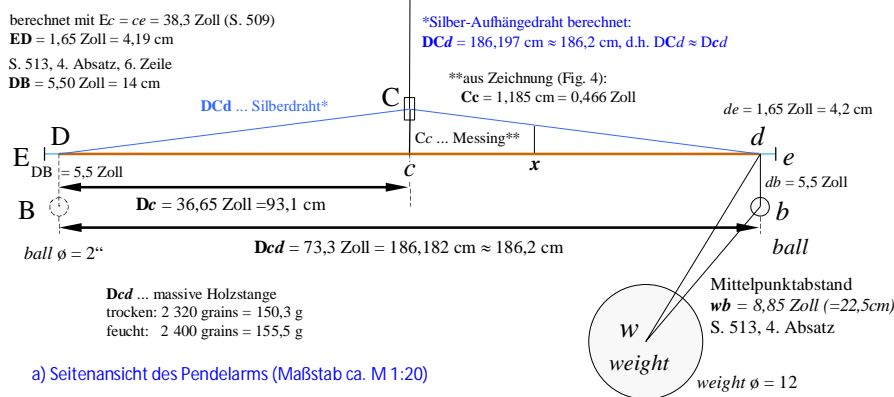 berechnet mit Ec = ce = 38,3 Zoll (S. 509)
ED = 1,65 Zoll = 4,19 cm
S. 513, 4. Absatz, 6. Zeile
DB = 5,50 Zoll = 14 cm
*Silber-Aufhängedraht berechnet:
DCd = 186,197 cm ≈ 186,2 cm, d.h. DCd ≈ Dcd
**aus Zeichnung (Fig. 4):
Cc = 1,185 cm = 0,466 Zoll
DCd ... Silberdraht*
C
de = 1,65 Zoll = 4,2 cm
D
Cc ... Messing**
d
E
e
DB = 5,5 Zoll
c
x
db = 5,5 Zoll
Dc = 36,65 Zoll =93,1 cm
B
b
ball ø = 2“
Dcd = 73,3 Zoll = 186,182 cm ≈ 186,2 cm
ball
Dcd ... massive Holzstange
trocken: 2 320 grains = 150,3 g
feucht: 2 400 grains = 155,5 g
Mittelpunktabstand
wb = 8,85 Zoll (=22,5cm)
S. 513, 4. Absatz
w
weight
weight ø = 12
a) Seitenansicht des Pendelarms (Maßstab ca. M 1:20)